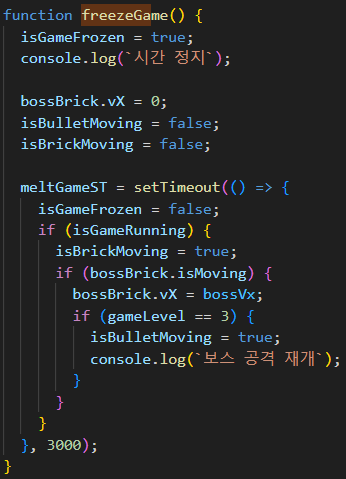 function freezeGame() {
  isGameFrozen = true;
  console.log(`시간 정지`);

  bossBrick.vX = 0;
  isBulletMoving = false;
  isBrickMoving = false;

  meltGameST = setTimeout(() => {
    isGameFrozen = false;
    if (isGameRunning) {
      isBrickMoving = true;
      if (bossBrick.isMoving) {
        bossBrick.vX = bossVx;
        if (gameLevel == 3) {
          isBulletMoving = true;
          console.log(`보스 공격 재개`);
        }
      }
    }
  }, 3000);
}